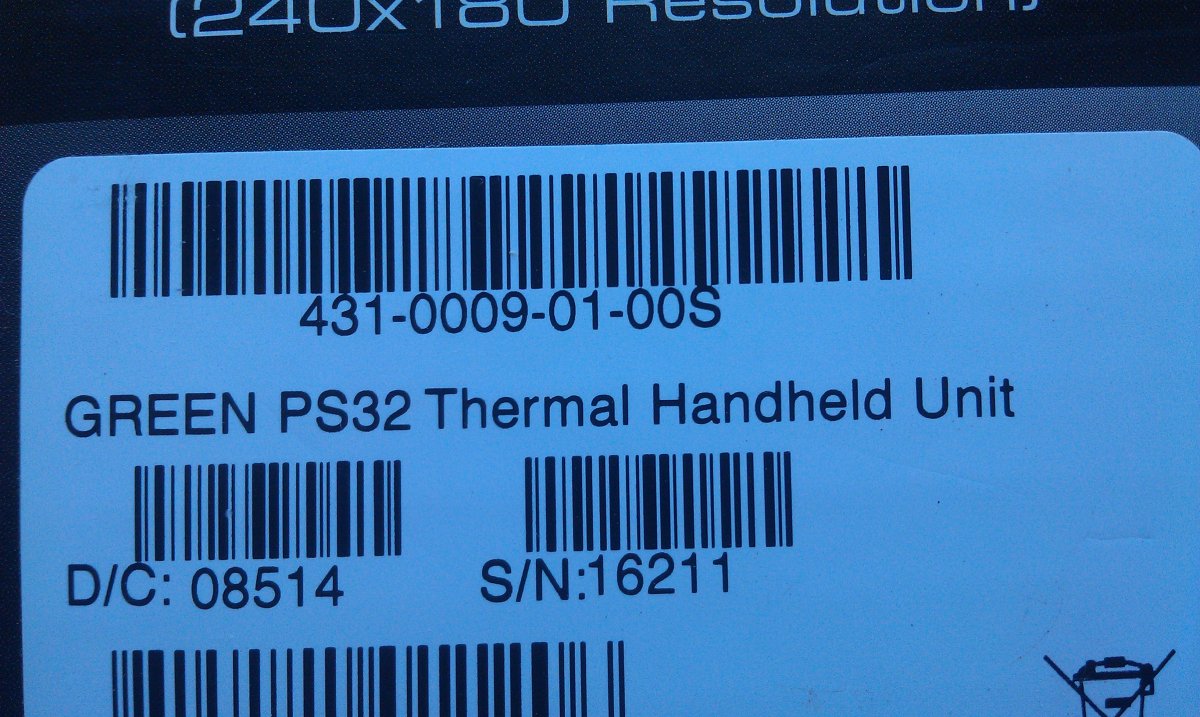 (240x180 Resolution)
431-0009-01-00S
GREEN PS32 Thermal Handheld Unit
D/C: 08514 S/N:16211